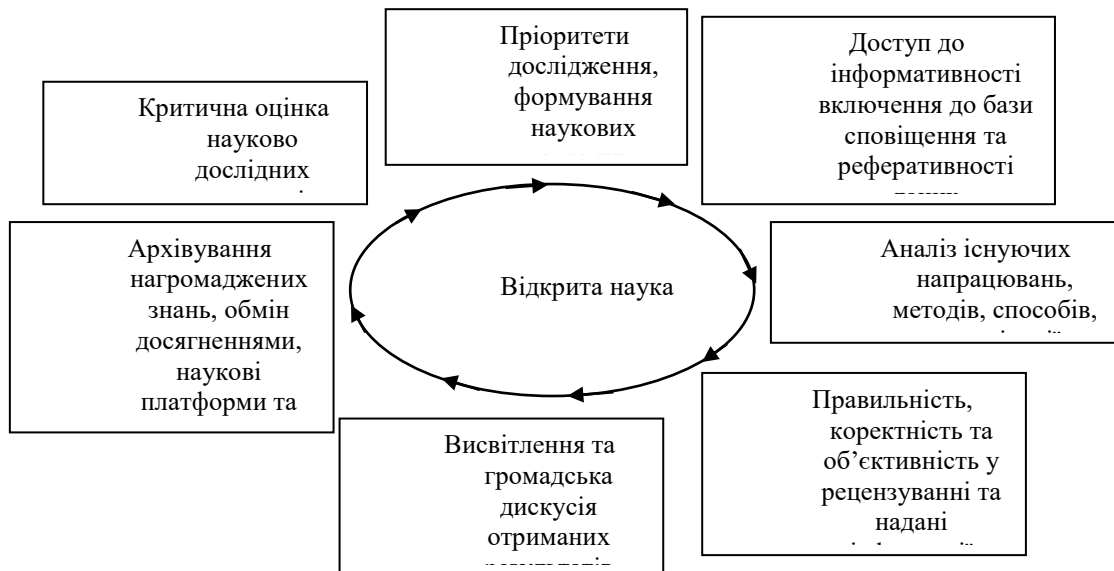 Пріоритети
дослідження,
формування
наукових
Доступ до
інформативності
включення до бази
сповіщення та
реферативності
Критична оцінка
науково
дослідних
Архівування
нагромаджених
знань, обмін
досягненнями,
наукові
платформи та
Відкрита наука
Аналіз існуючих
напрацювань,
методів, способів,
Правильність,
коректність та
об’єктивність у
рецензуванні та
надані
Висвітлення та
громадська
дискусія
отриманих